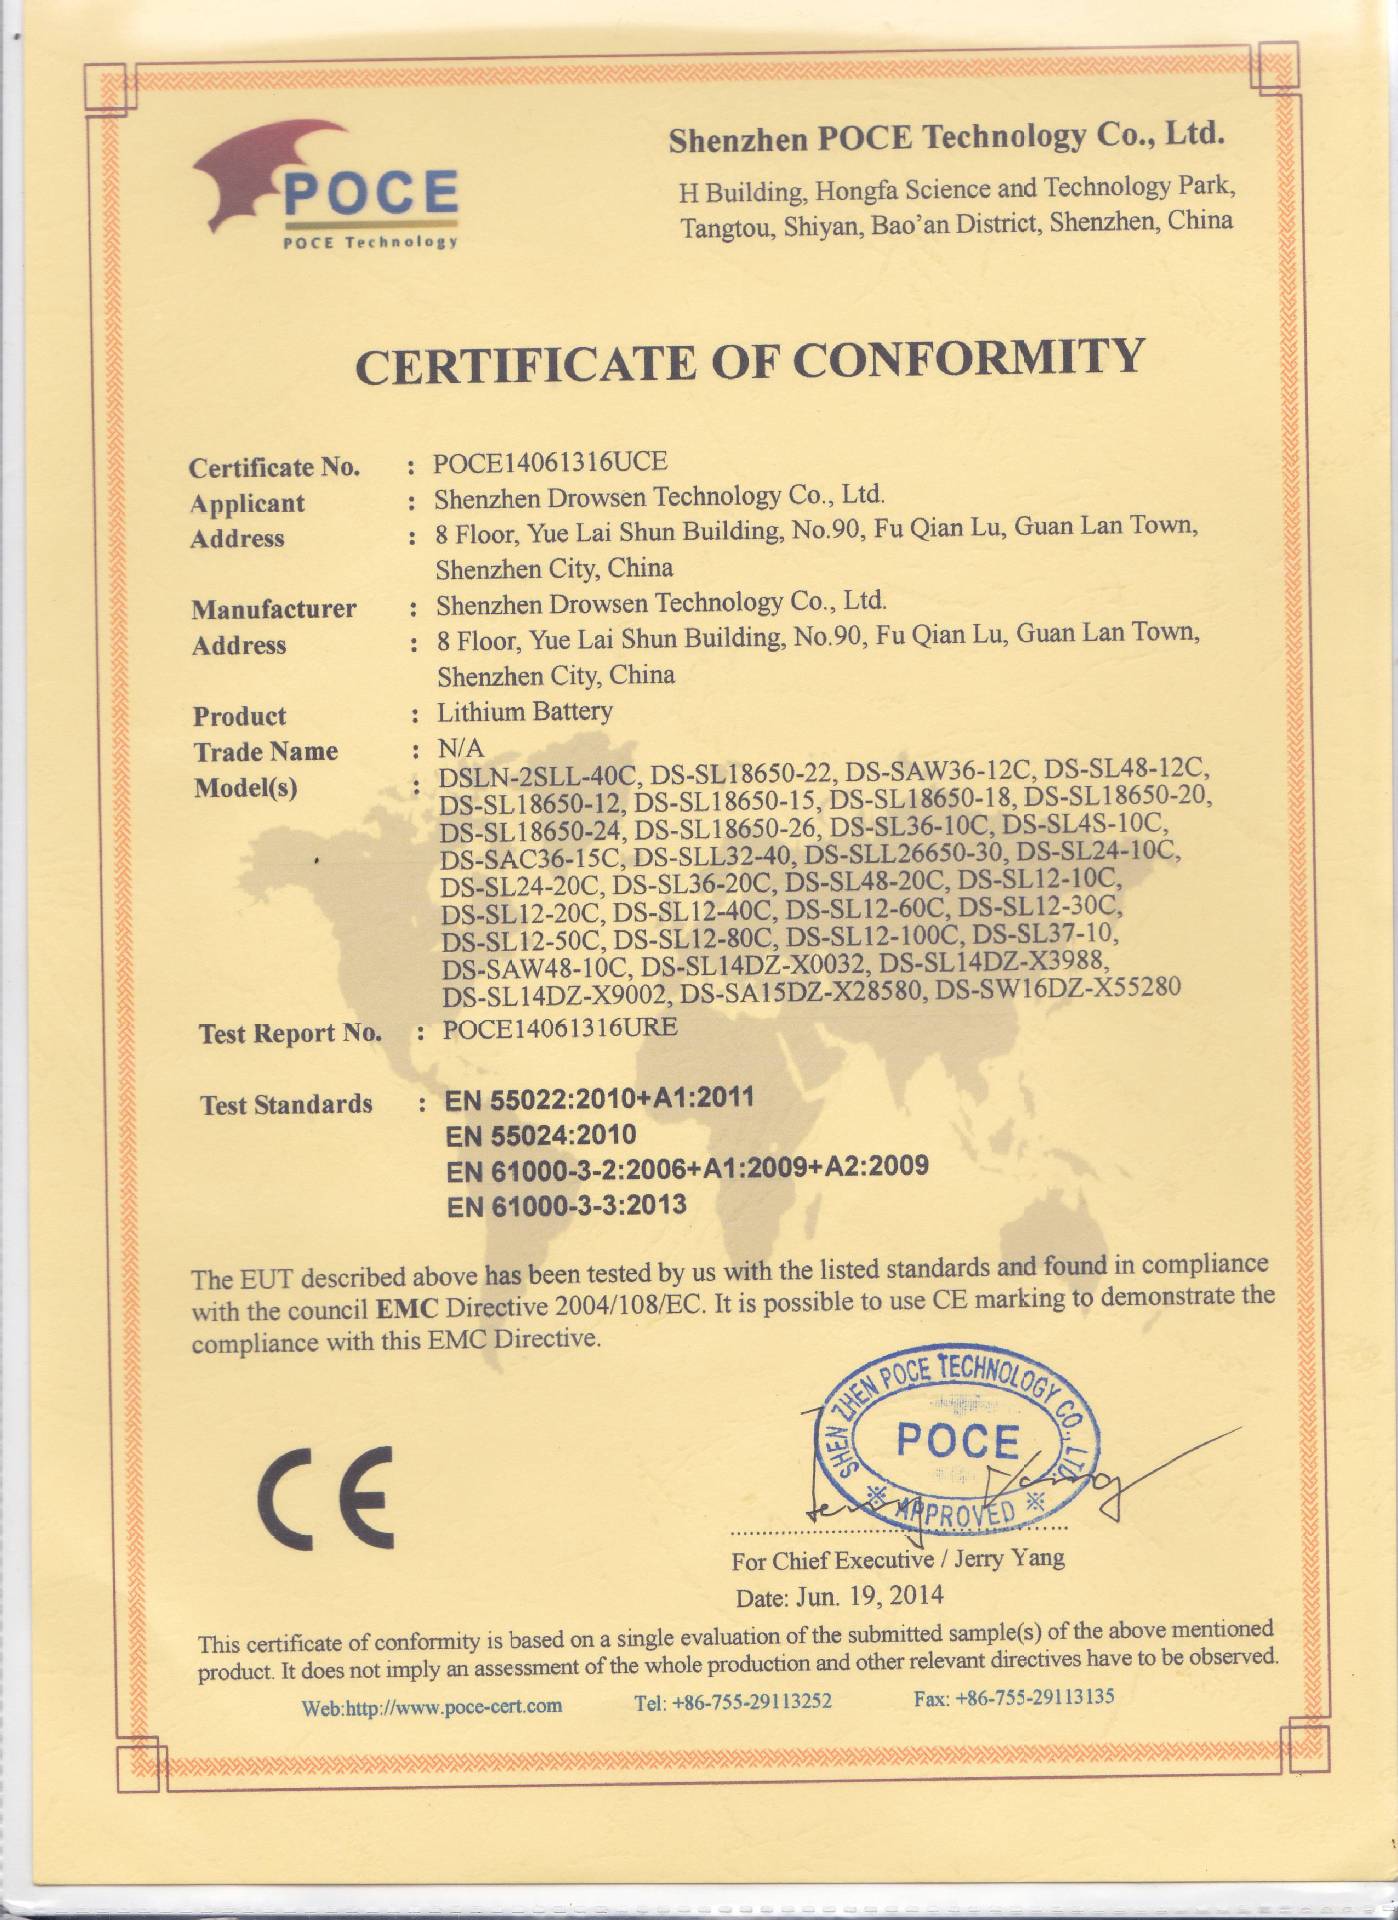 POCE
POCE Technology
Shenzhen POCE Technology Co., Ltd.
H Building, Hongfa Science and Technology Park,
Tangtou, Shiyan, Bao'an District, Shenzhen, China
CERTIFICATE OF CONFORMITY
Certificate No. : POCE14061316UCE
Applicant : Shenzhen Drowsen Technology Co., Ltd.
Address : 8 Floor, Yue Lai Shun Building, No.90, Fu Qian Lu, Guan Lan Town,
Shenzhen City, China
Manufacturer : Shenzhen Drowsen Technology Co., Ltd.
Address : 8 Floor, Yue Lai Shun Building, No.90, Fu Qian Lu, Guan Lan Town,
Shenzhen City, China
Product : Lithium Battery
Trade Name : N/A
Model(s) : DSLN-2SLL-40C, DS-SL18650-22, DS-SAW36-12C, DS-SL48-12C,
DS-SL18650-12, DS-SL18650-15, DS-SL18650-18, DS-SL18650-20,
DS-SL18650-24, DS-SL18650-26, DS-SL36-10C, DS-SL4S-10C,
DS-SAC36-15C, DS-SLL32-40, DS-SLL26650-30, DS-SL24-10C,
DS-SL24-20C, DS-SL36-20C, DS-SL48-20C, DS-SL12-10C,
DS-SL12-20C, DS-SL12-40C, DS-SL12-60C, DS-SL12-30C,
DS-SL12-50C, DS-SL12-80C, DS-SL12-100C, DS-SL37-10,
DS-SAW48-10C, DS-SL14DZ-X0032, DS-SL14DZ-X3988,
DS-SL14DZ-X9002, DS-SA15DZ-X28580, DS-SW16DZ-X55280
Test Report No. : POCE14061316URE
Test Standards : EN 55022:2010+A1:2011
EN 55024:2010
EN 61000-3-2:2006+A1:2009+A2:2009
EN 61000-3-3:2013
The EUT described above has been tested by us with the listed standards and found in compliance
with the council EMC Directive 2004/108/EC. It is possible to use CE marking to demonstrate the
compliance with this EMC Directive.
CE
SHEN ZHEN POCE TECHNOLOGY CO., LTD.
POCE
※ APPROVED ※
Jerry Yang
For Chief Executive / Jerry Yang
Date: Jun. 19, 2014
This certificate of conformity is based on a single evaluation of the submitted sample(s) of the above mentioned
product. It does not imply an assessment of the whole production and other relevant directives have to be observed.
Web:http://www.poce-cert.com Tel: +86-755-29113252 Fax: +86-755-29113135